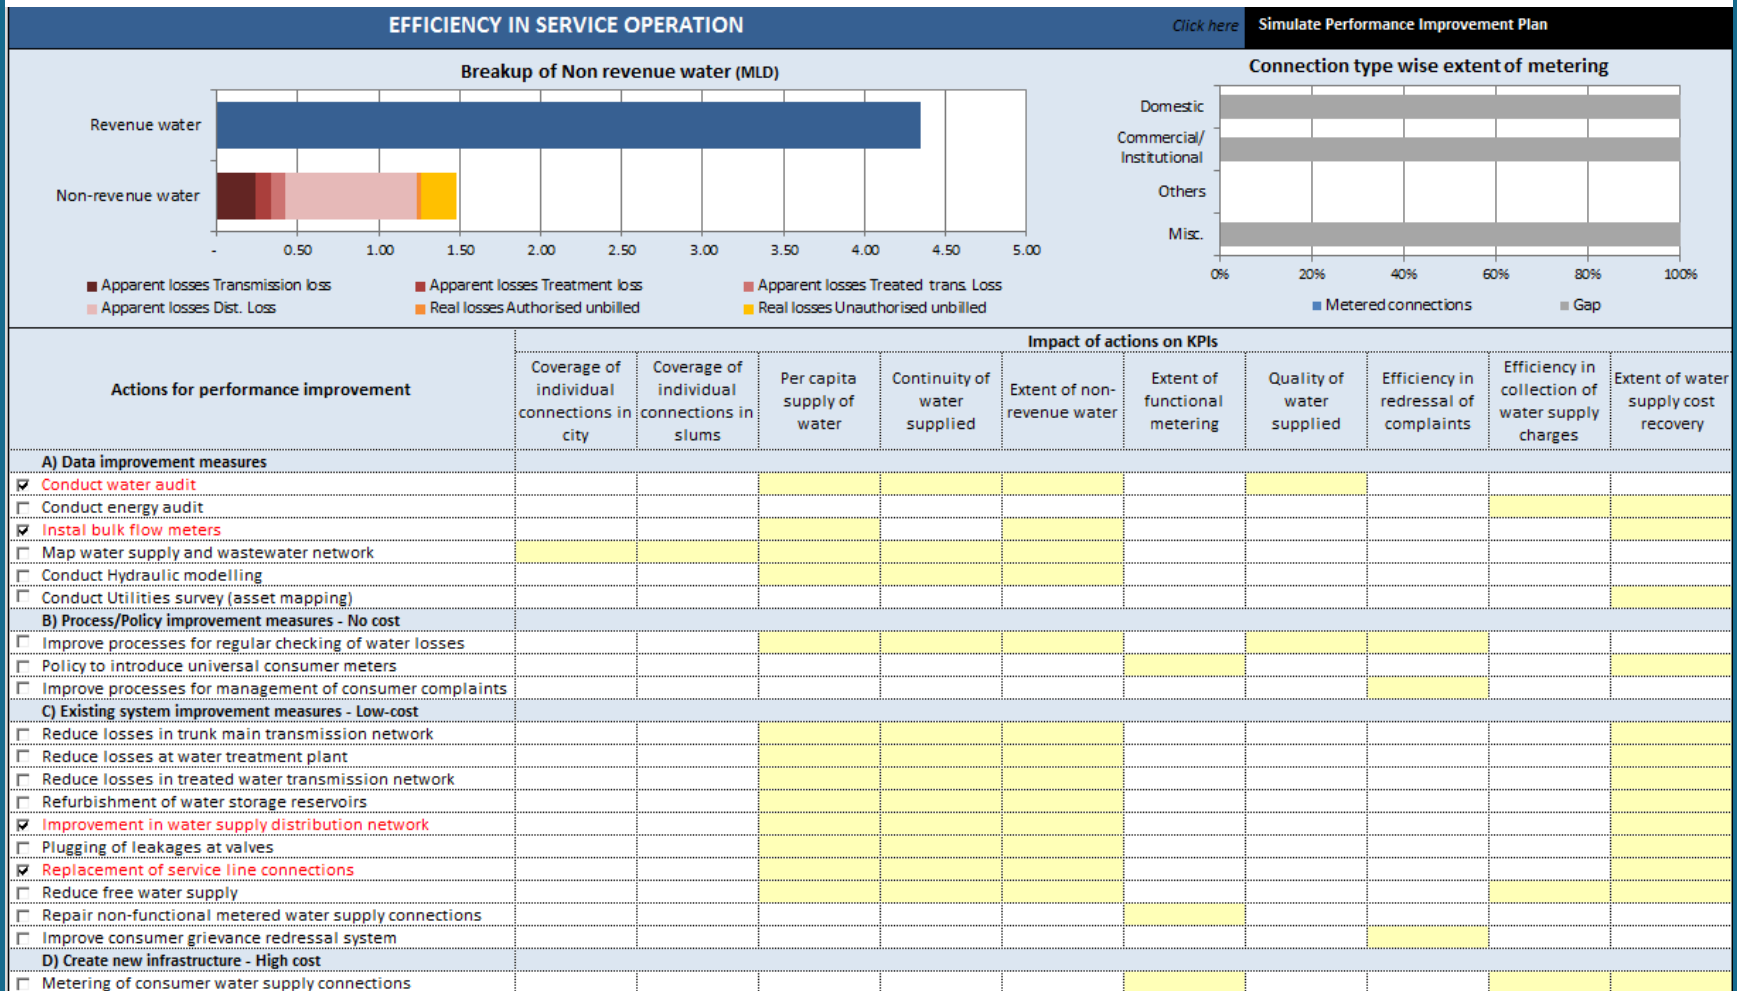 EFFICIENCY IN SERVICE OPERATION
Click here
Simulate Performance Improvement Plan
Breakup of Non revenue water (MLD)
Revenue water
Non-revenue water
- 0.50 1.00 1.50 2.00 2.50 3.00 3.50 4.00 4.50 5.00
Apparent losses Transmission loss
Apparent losses Treatment loss
Apparent losses Treated trans. Loss
Apparent losses Dist. Loss
Real losses Authorised unbilled
Real losses Unauthorised unbilled
Connection type wise extent of metering
Domestic
Commercial/
Institutional
Others
Misc.
0% 20% 40% 60% 80% 100%
Metered connections
Gap
Actions for performance improvement
Impact of actions on KPIs
Coverage of
individual
connections in
city
Coverage of
individual
connections in
slums
Per capita
supply of
water
Continuity of
water
supplied
Extent of non-
revenue water
Extent of
functional
metering
Quality of
water
supplied
Efficiency in
redressal of
complaints
Efficiency in
collection of
water supply
charges
Extent of water
supply cost
recovery
A) Data improvement measures
Conduct water audit
Conduct energy audit
Instal bulk flow meters
Map water supply and wastewater network
Conduct Hydraulic modelling
Conduct Utilities survey (asset mapping)
B) Process/Policy improvement measures - No cost
Improve processes for regular checking of water losses
Policy to introduce universal consumer meters
Improve processes for management of consumer complaints
C) Existing system improvement measures - Low-cost
Reduce losses in trunk main transmission network
Reduce losses at water treatment plant
Reduce losses in treated water transmission network
Refurbishment of water storage reservoirs
Improvement in water supply distribution network
Plugging of leakages at valves
Replacement of service line connections
Reduce free water supply
Repair non-functional metered water supply connections
Improve consumer grievance redressal system
D) Create new infrastructure - High cost
Metering of consumer water supply connections